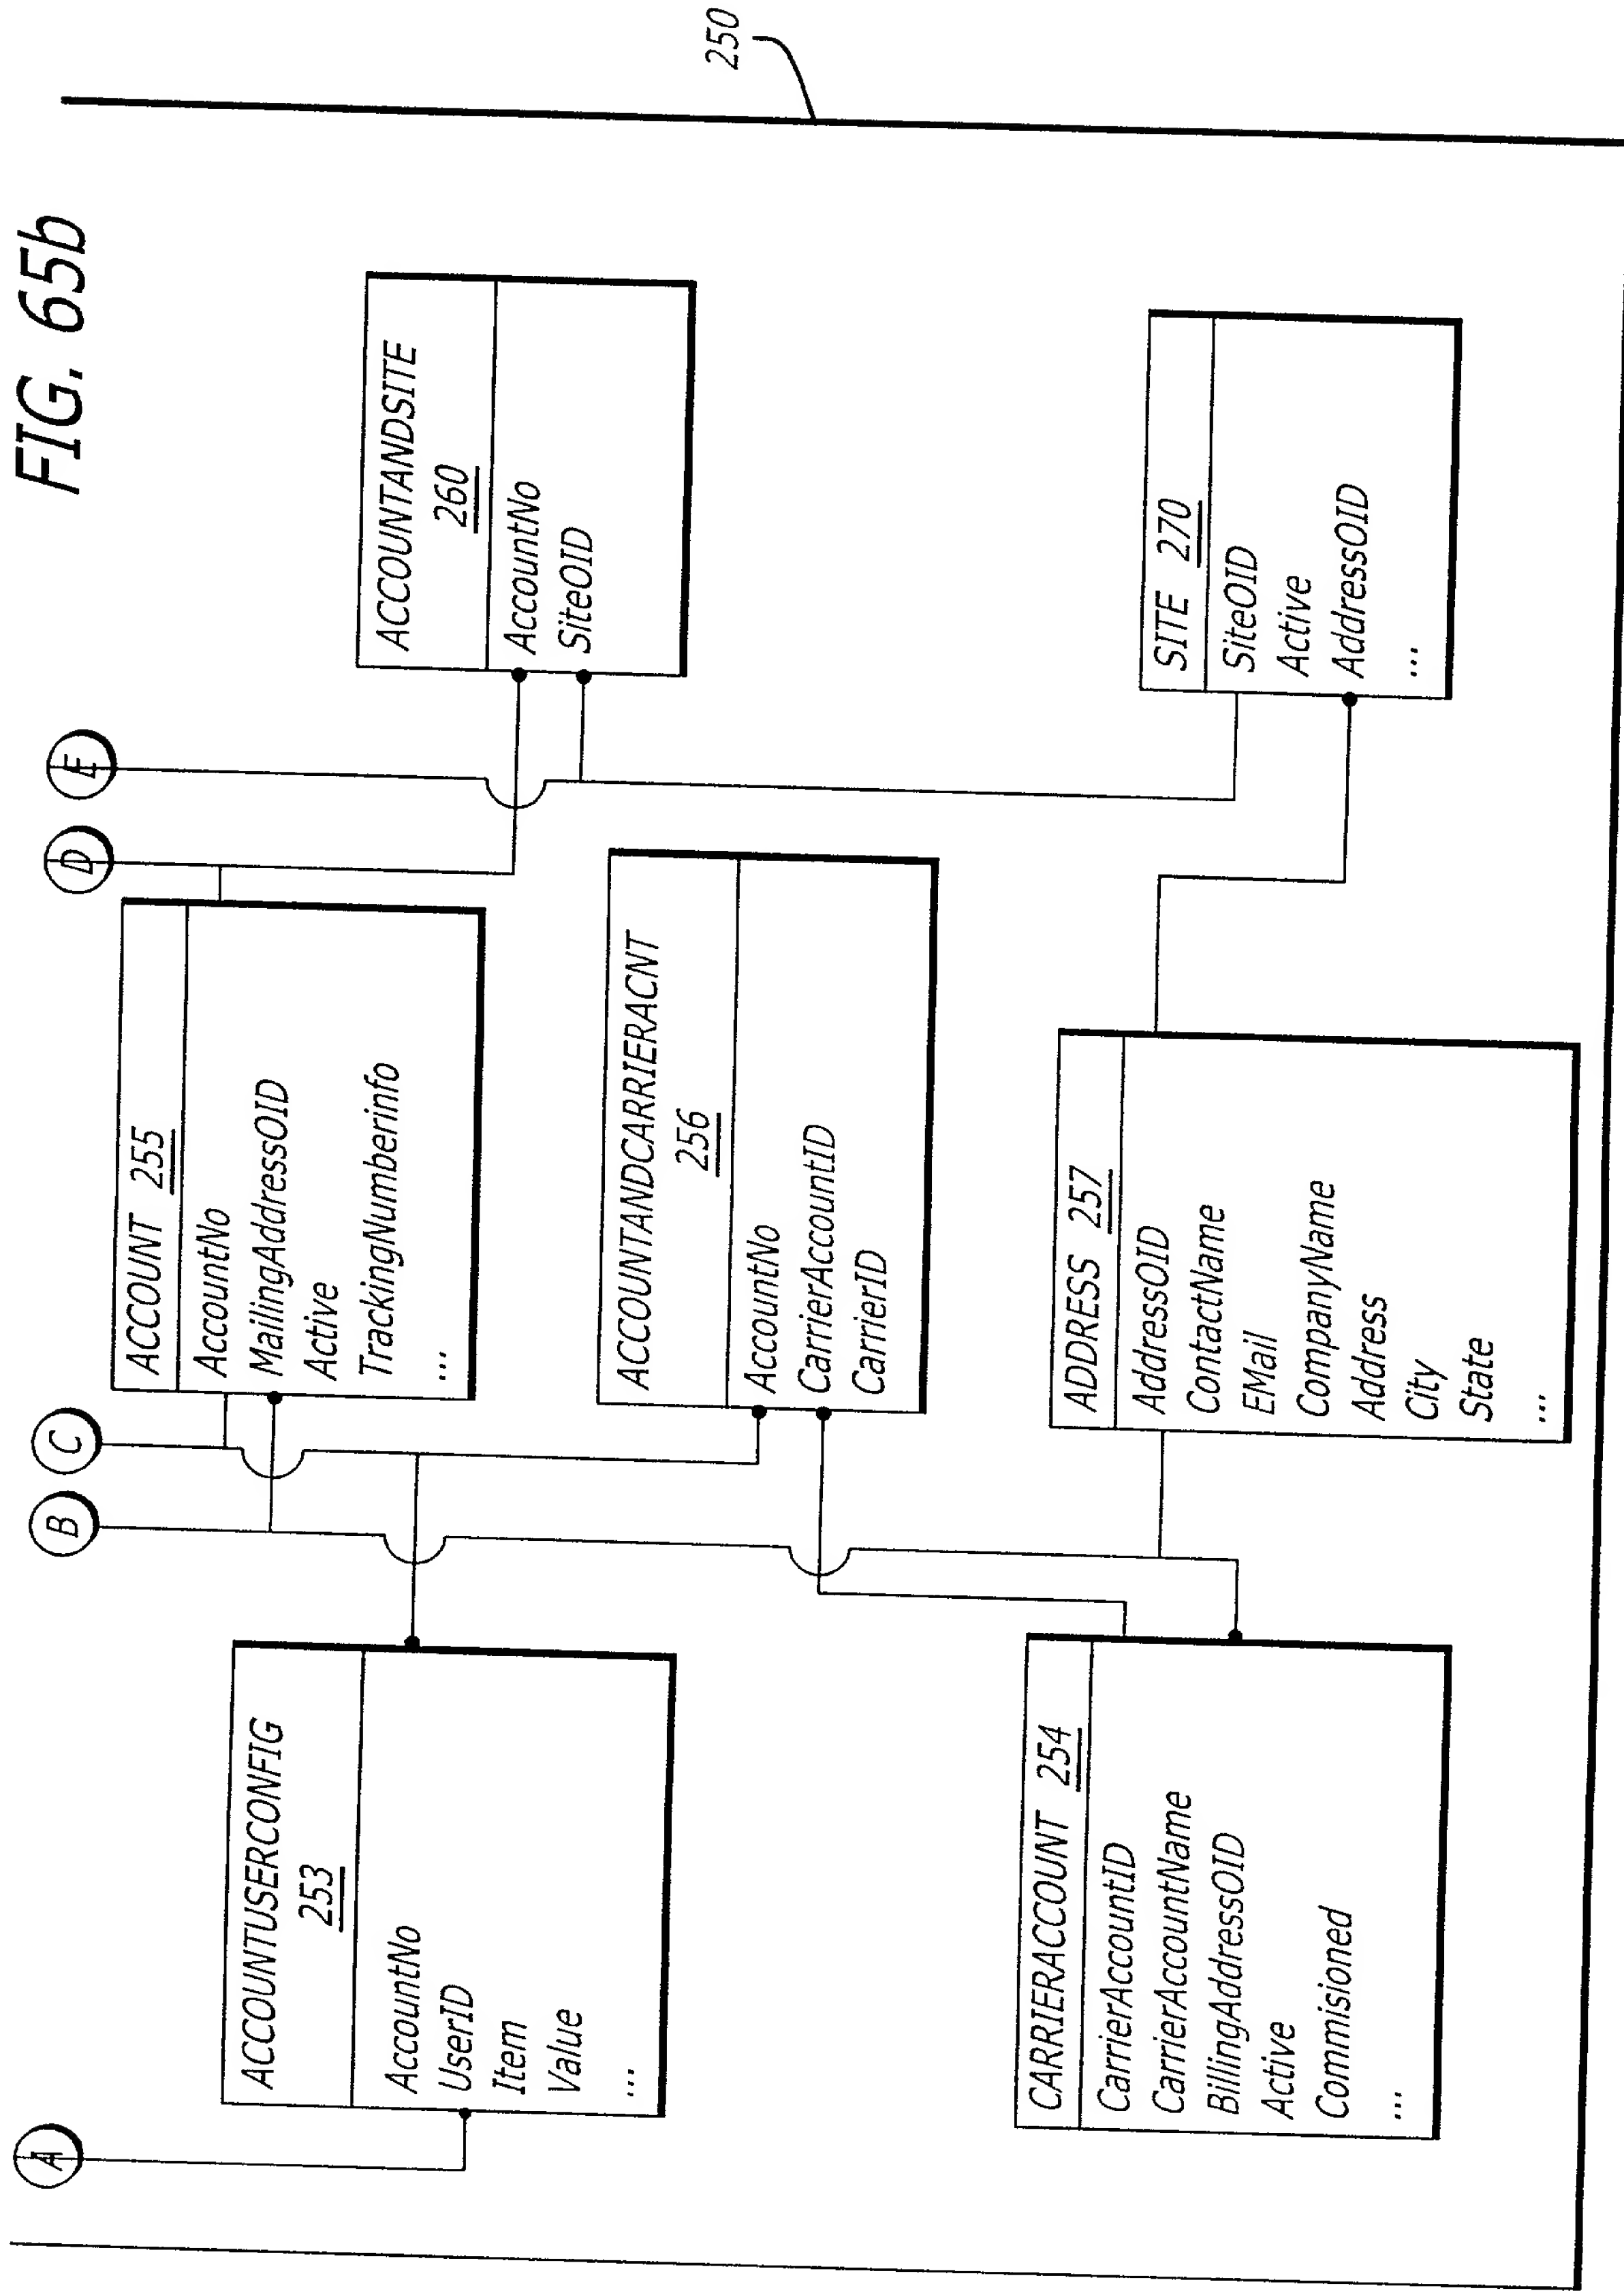 FIG. 65b
A
B
C
D
E
ACCOUNTUSERCONFIG
253
AccountNo
UserID
Item
Value
...
ACCOUNT 255
AccountNo
MailingAddressOID
Active
TrackingNumberinfo
...
ACCOUNTANDSITE
260
AccountNo
SiteOID
ACCOUNTANDCARRIERACNT
256
AccountNo
CarrierAccountID
CarrierID
CARRIERACCOUNT 254
CarrierAccountID
CarrierAccountName
BillingAddressOID
Active
Commisioned
...
ADDRESS 257
AddressOID
ContactName
EMail
CompanyName
Address
City
State
...
SITE 270
SiteOID
Active
AddressOID
...
250